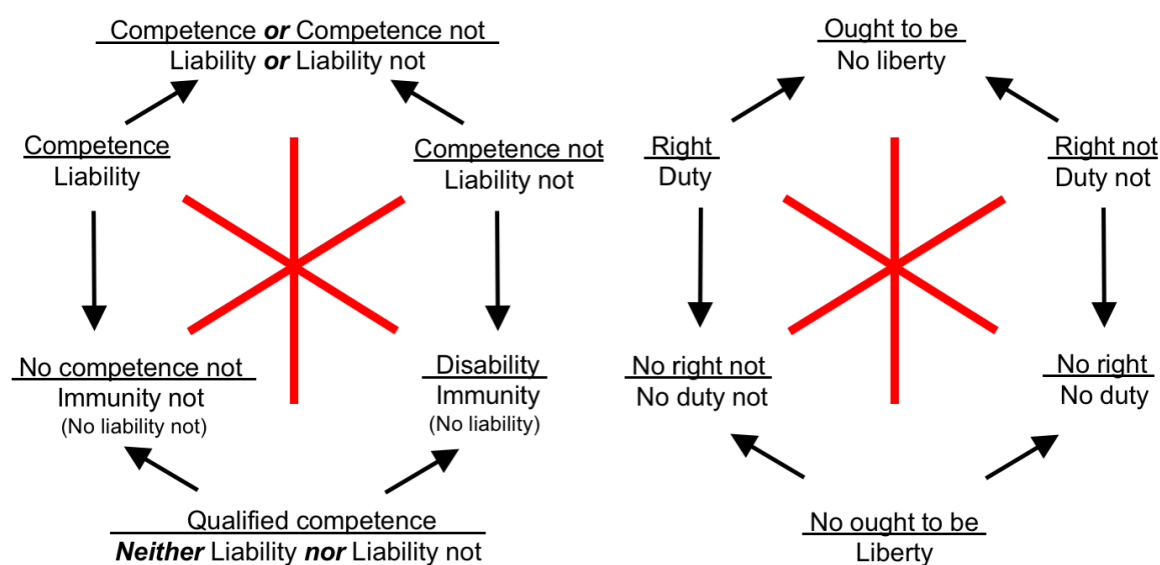 Competence or Competence not
Liability or Liability not
Competence
Liability
Competence not
Liability not
No competence not
Immunity not
(No liability not)
Disability
Immunity
(No liability)
Qualified competence
Neither Liability nor Liability not
Ought to be
No liberty
Right
Duty
Right not
Duty not
No right not
No duty not
No right
No duty
No ought to be
Liberty